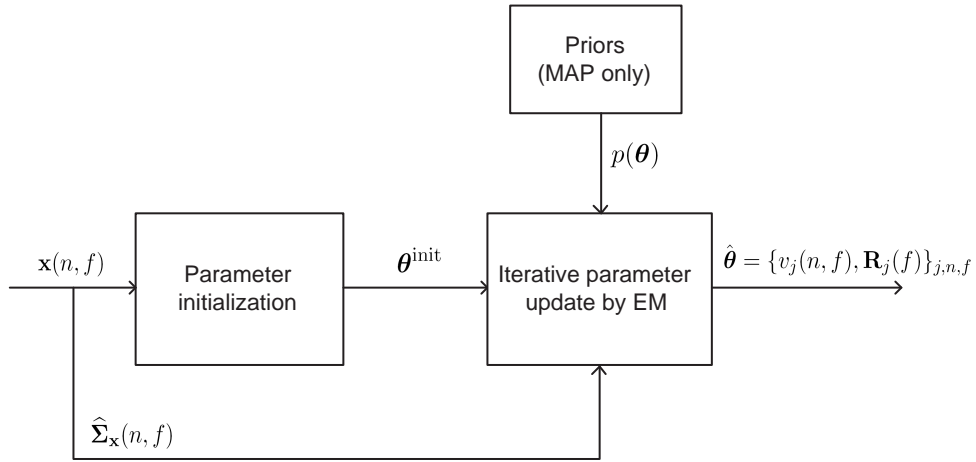 Priors
(MAP only)
p(θ)
x(n, f)
Parameter
initialization
θ^init
Iterative parameter
update by EM
θ̂ = {v_j(n, f), R_j(f)}_{j,n,f}
Σ̂_x(n, f)